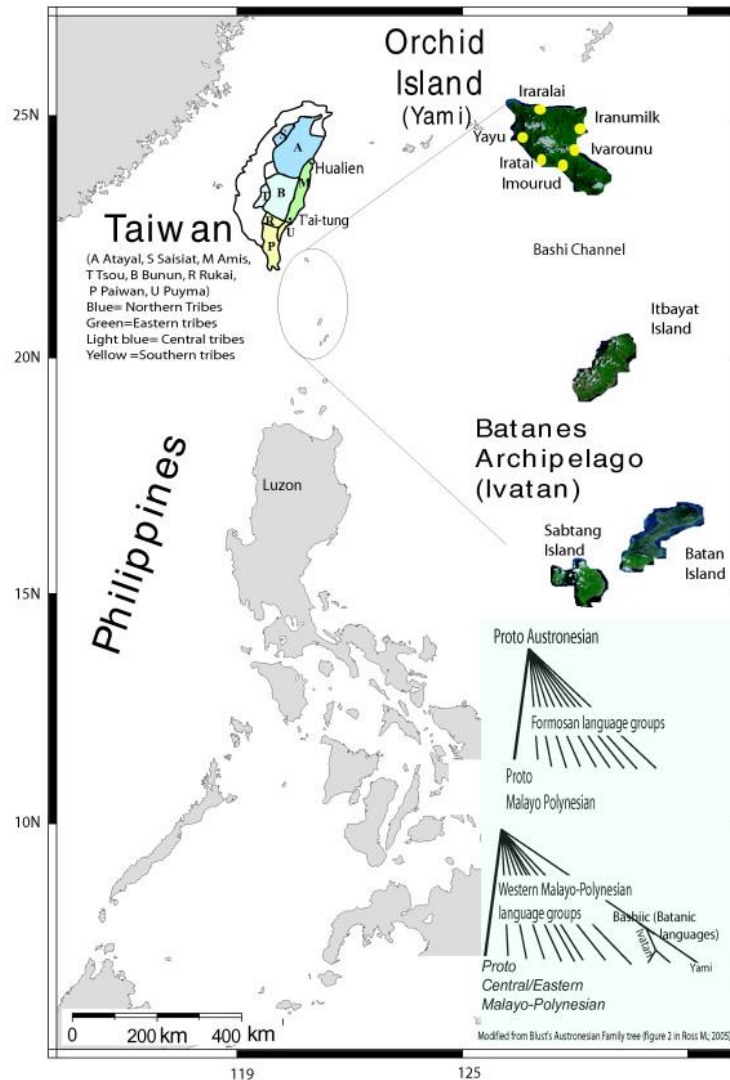 Orchid
Island
(Yami)
25N
20N
15N
10N
119
125
Iraralai
Iranumilk
Yayu
Ivarounu
Iratai
Imourud
A
Hualien
M
B
T'ai-tung
U
P
Taiwan
(A Atayal, S Saisiat, M Amis,
T Tsou, B Bunun, R Rukai,
P Paiwan, U Puyma)
Blue= Northern Tribes
Green=Eastern tribes
Light blue= Central tribes
Yellow =Southern tribes
Bashi Channel
Itbayat
Island
Philippines
Luzon
Batanes
Archipelago
(Ivatan)
Sabtang
Island
Batan
Island
Proto Austronesian
Formosan language groups
Proto
Malayo Polynesian
Western Malayo-Polynesian
language groups
Bashiic (Batanic
languages)
Ivatan
Yami
Proto
Central/Eastern
Malayo-Polynesian
0 200 400
km km
Modified from Blust's Austronesian Family tree (figure 2 in Ross M.; 2005)